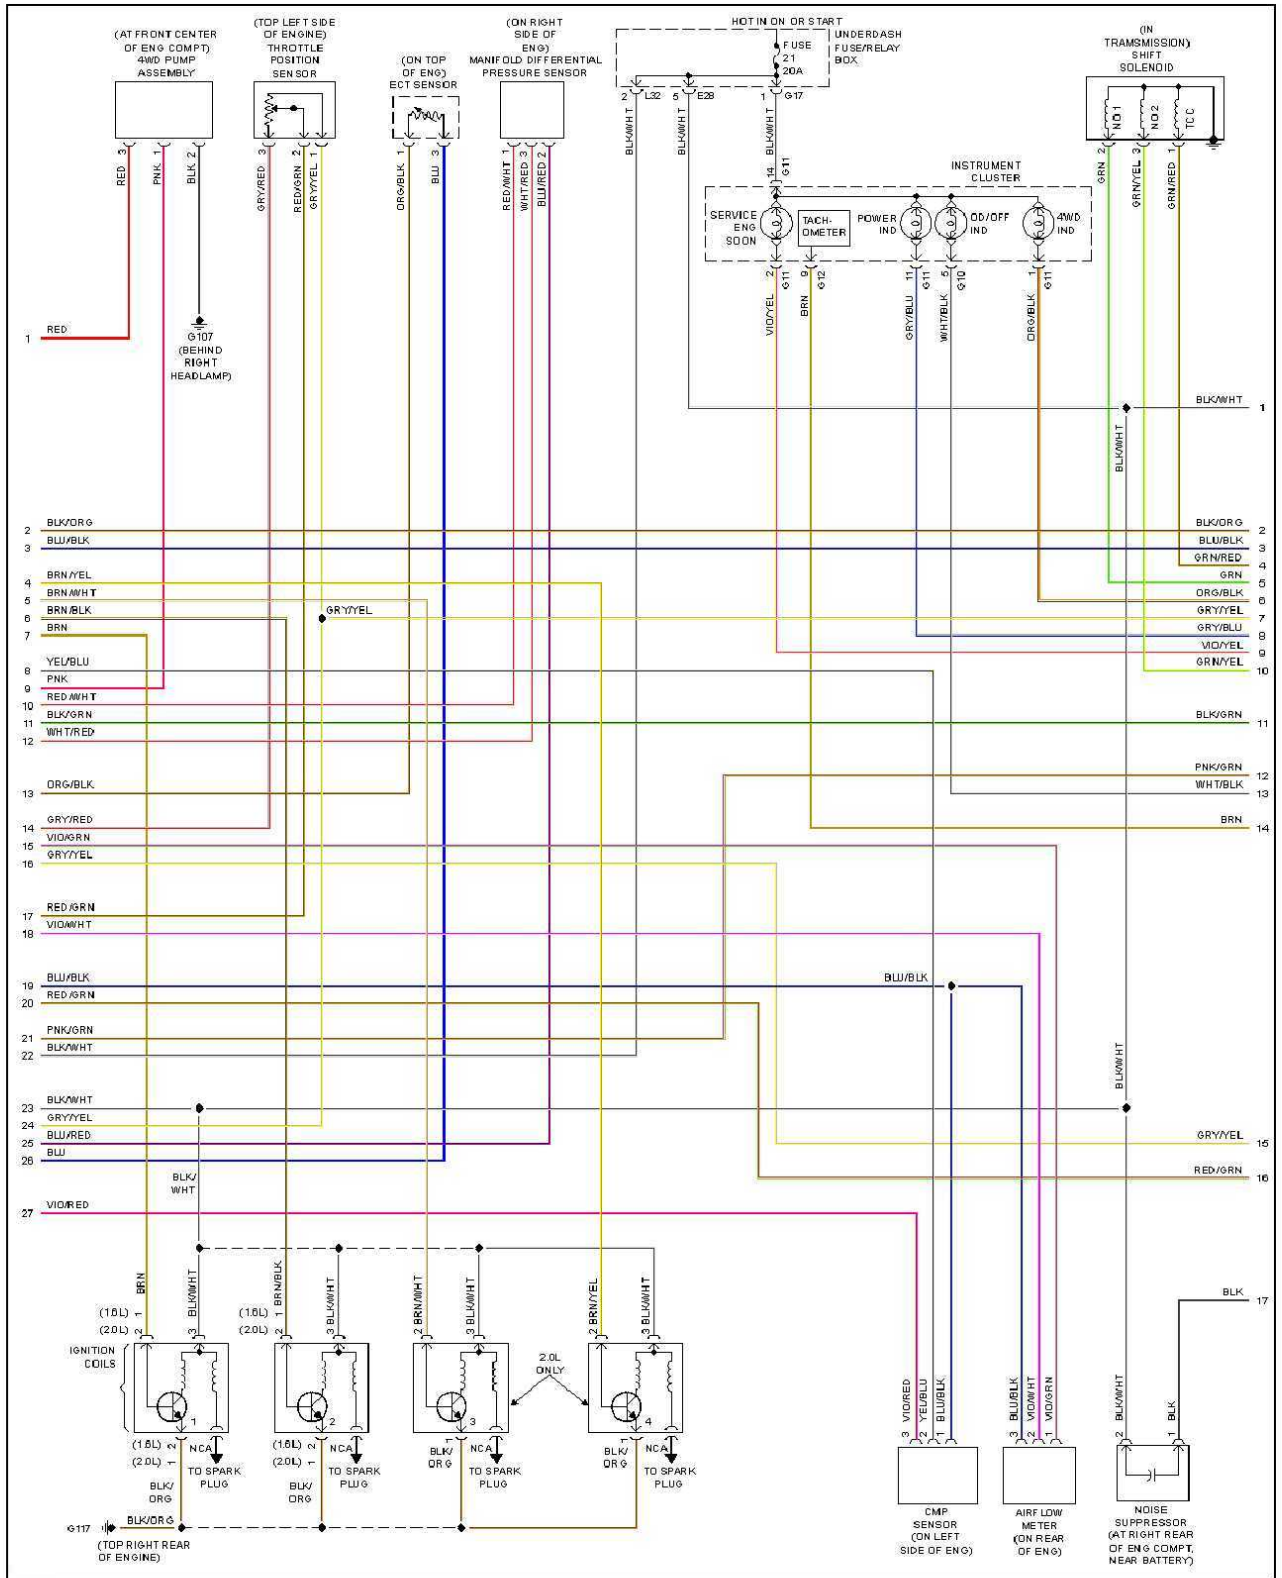 (AT FRONT CENTER
OF ENG COMPT)
4WD PUMP
ASSEMBLY
(TOP LEFT SIDE
OF ENGINE)
THROTTLE
POSITION
SENSOR
(ON TOP
OF ENG)
ECT SENSOR
(ON RIGHT
SIDE OF
ENG)
MANIFOLD DIFFERENTIAL
PRESSURE SENSOR
HOT IN ON OR START
FUSE
21
20A
UNDERDASH
FUSE/RELAY
BOX
(IN
TRANSMISSION)
SHIFT
SOLENOID
NO 1
NO 2
TCC
2 L32
5 E28
1 G17
RED 3
PNK 1
BLK 2
GRY/RED 3
RED/GRN 2
GRY/YEL 1
ORG/BLK 1
BLU 3
RED/WHT 1
WHT/RED 3
BLU/RED 2
BLK/WHT
BLK/WHT
BLK/WHT
14 G11
GRN 2
GRN/YEL 3
GRN/RED 1
INSTRUMENT
CLUSTER
SERVICE
ENG
SOON
TACH-
OMETER
POWER
IND
OD/OFF
IND
4WD
IND
2 G11
9 G12
11 G11
5 G10
1 G11
VIO/YEL
BRN
GRY/BLU
WHT/BLK
ORG/BLK
G107
(BEHIND
RIGHT
HEADLAMP)
1 RED
BLK/WHT 1
BLK/WHT
2 BLK/ORG
BLK/ORG 2
3 BLU/BLK
BLU/BLK 3
GRN/RED 4
4 BRN/YEL
GRN 5
5 BRN/WHT
ORG/BLK 6
6 BRN/BLK
GRY/YEL
GRY/YEL 7
7 BRN
GRY/BLU 8
VIO/YEL 9
8 YEL/BLU
GRN/YEL 10
9 PNK
10 RED/WHT
11 BLK/GRN
BLK/GRN 11
12 WHT/RED
PNK/GRN 12
13 ORG/BLK
WHT/BLK 13
14 GRY/RED
BRN 14
15 VIO/GRN
16 GRY/YEL
17 RED/GRN
18 VIO/WHT
19 BLU/BLK
BLU/BLK
20 RED/GRN
21 PNK/GRN
22 BLK/WHT
BLK/WHT
23 BLK/WHT
24 GRY/YEL
25 BLU/RED
GRY/YEL 15
26 BLU
BLK/
WHT
RED/GRN 16
27 VIO/RED
BLK 17
BRN
BLK/WHT
BRN/BLK
BLK/WHT
BRN/WHT
BLK/WHT
BRN/YEL
BLK/WHT
(1.6L) 1
(2.0L) 2
3
(1.6L) 1
(2.0L) 2
3
2
3
2
3
IGNITION
COILS
2.0L
ONLY
1
2
3
4
(1.6L) 2
(2.0L) 1
NCA
(1.6L) 2
(2.0L) 1
NCA
1
BLK/
ORG
NCA
1
BLK/
ORG
NCA
TO SPARK
PLUG
TO SPARK
PLUG
TO SPARK
PLUG
TO SPARK
PLUG
BLK/
ORG
BLK/
ORG
G117
BLK/ORG
(TOP RIGHT REAR
OF ENGINE)
3 VIO/RED
2 YEL/BLU
1 BLU/BLK
3 BLU/BLK
2 VIO/WHT
1 VIO/GRN
2 BLK/WHT
1 BLK
CMP
SENSOR
(ON LEFT
SIDE OF ENG)
AIRFLOW
METER
(ON REAR
OF ENG)
NOISE
SUPPRESSOR
(AT RIGHT REAR
OF ENG COMPT,
NEAR BATTERY)